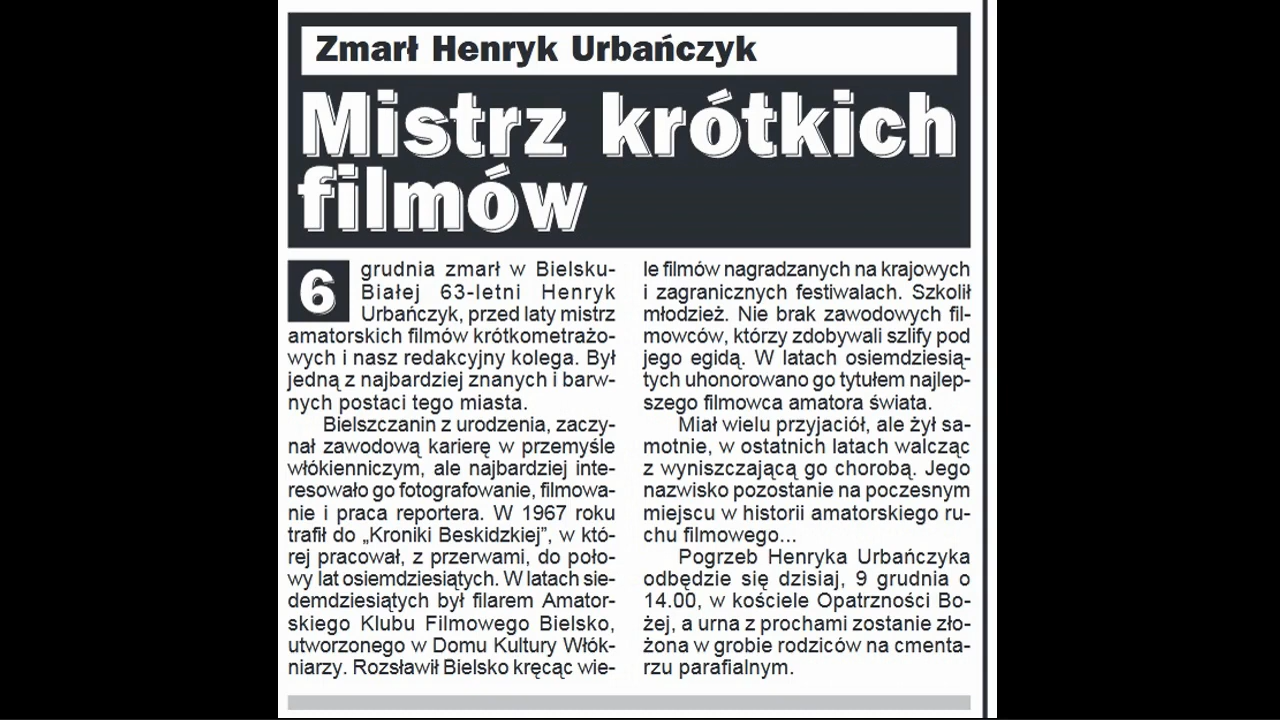 Zmarł Henryk Urbańczyk
Mistrz krótkich
filmów
6 grudnia zmarł w Bielsku-
Białej 63-letni Henryk
Urbańczyk, przed laty mistrz
amatorskich filmów krótkometrażo-
wych i nasz redakcyjny kolega. Był
jedną z najbardziej znanych i barw-
nych postaci tego miasta.
Bielszczanin z urodzenia, zaczy-
nał zawodową karierę w przemyśle
włókienniczym, ale najbardziej inte-
resowało go fotografowanie, filmowa-
nie i praca reportera. W 1967 roku
trafił do „Kroniki Beskidzkiej”, w któ-
rej pracował, z przerwami, do poło-
wy lat osiemdziesiątych. W latach sie-
demdziesiątych był filarem Amator-
skiego Klubu Filmowego Bielsko,
utworzonego w Domu Kultury Włók-
niarzy. Rozsławił Bielsko kręcąc wie-
le filmów nagradzanych na krajowych
i zagranicznych festiwalach. Szkolił
młodzież. Nie brak zawodowych fil-
mowców, którzy zdobywali szlify pod
jego egidą. W latach osiemdziesią-
tych uhonorowano go tytułem najlep-
szego filmowca amatora świata.
Miał wielu przyjaciół, ale żył sa-
motnie, w ostatnich latach walcząc
z wyniszczającą go chorobą. Jego
nazwisko pozostanie na poczesnym
miejscu w historii amatorskiego ru-
chu filmowego...
Pogrzeb Henryka Urbańczyka
odbędzie się dzisiaj, 9 grudnia o
14.00, w kościele Opatrzności Bo-
żej, a urna z prochami zostanie zło-
żona w grobie rodziców na cmenta-
rzu parafialnym.